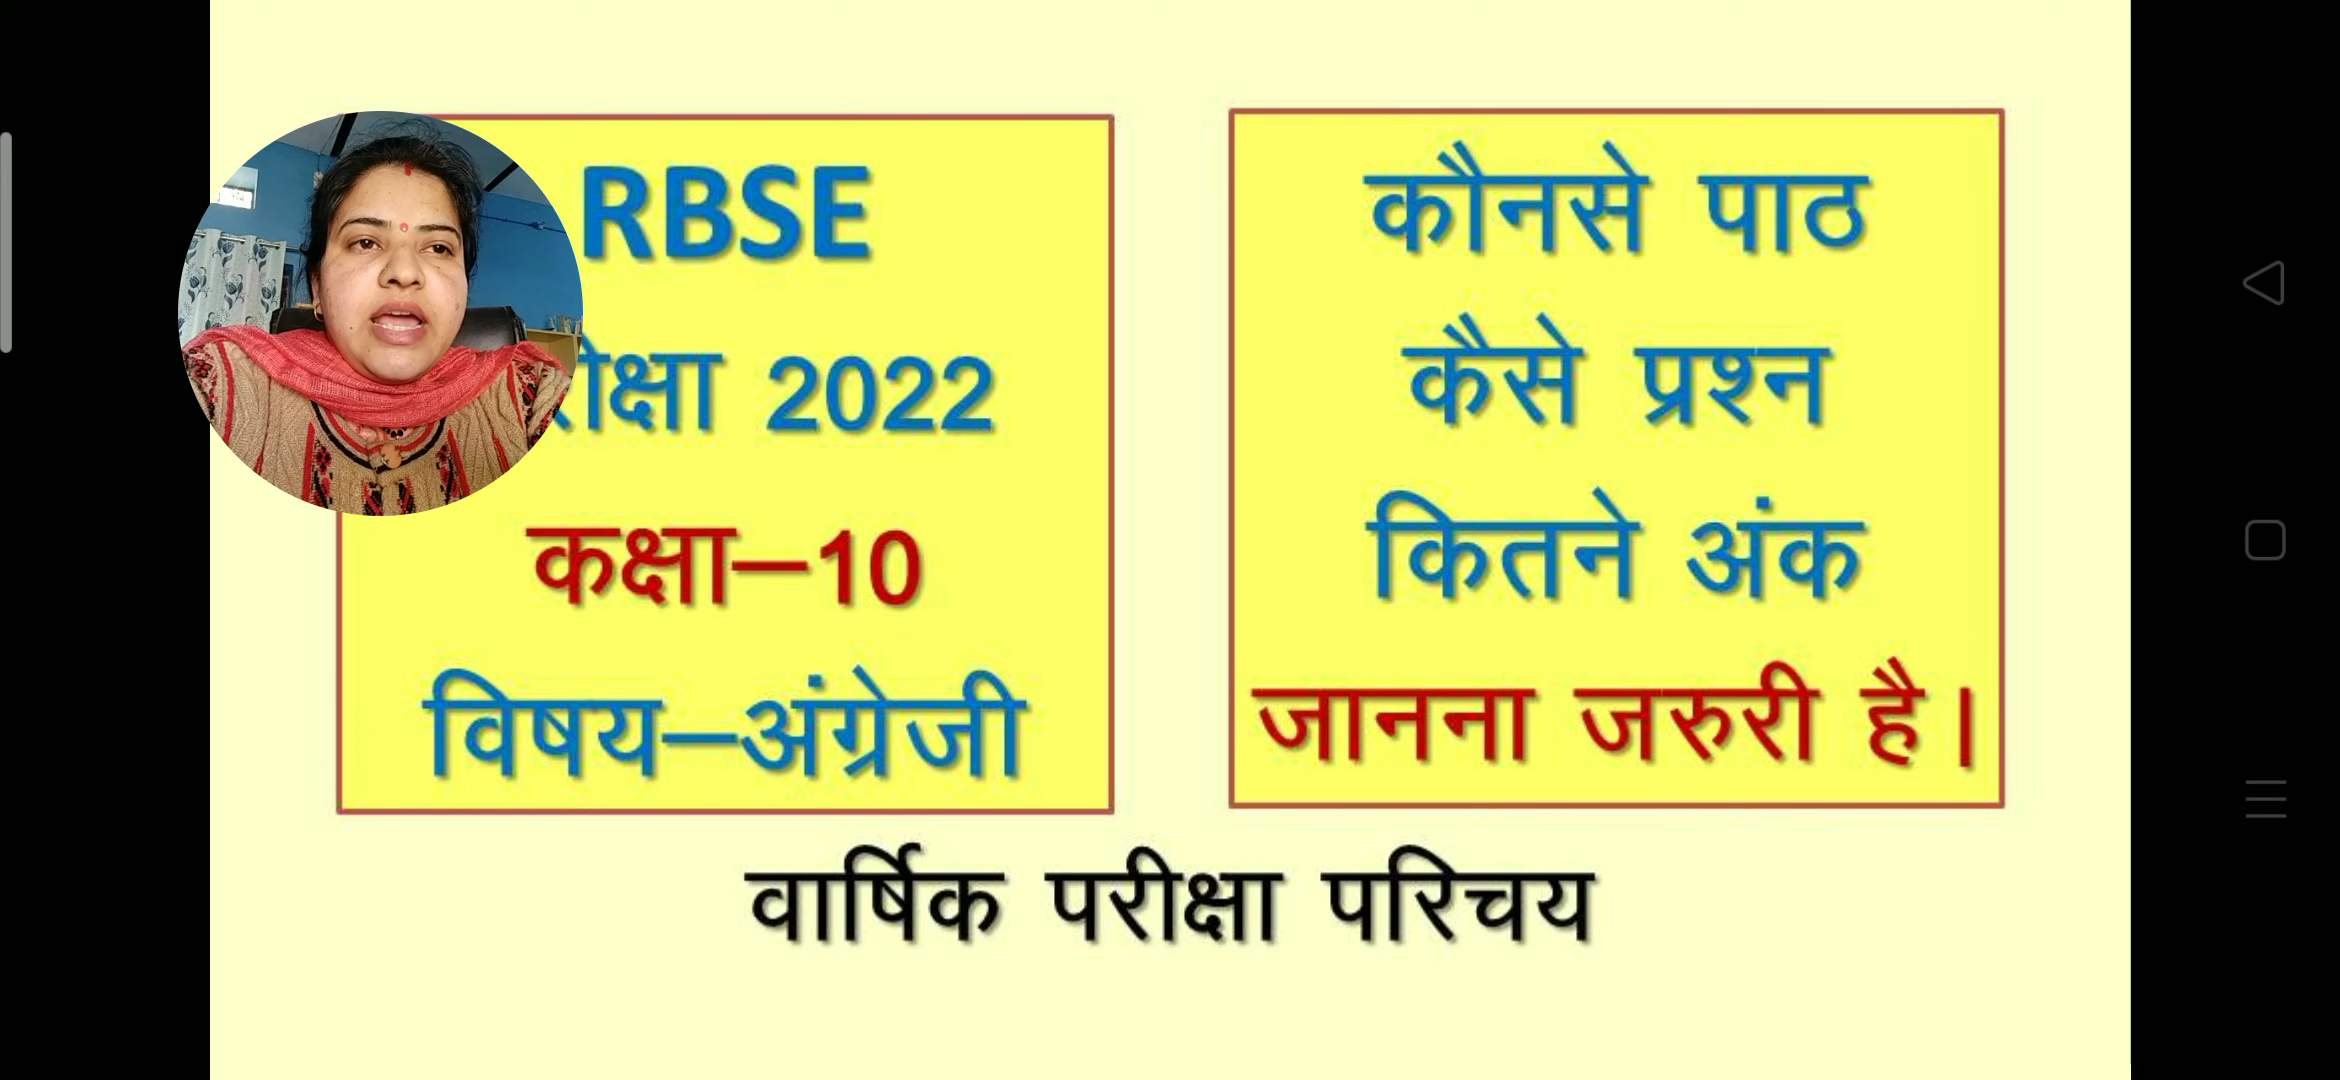 RBSE
2022
कक्षा–10
विषय–अंग्रेजी
कौनसे पाठ
कैसे प्रश्न
कितने अंक
जानना जरुरी है।
वार्षिक परीक्षा परिचय